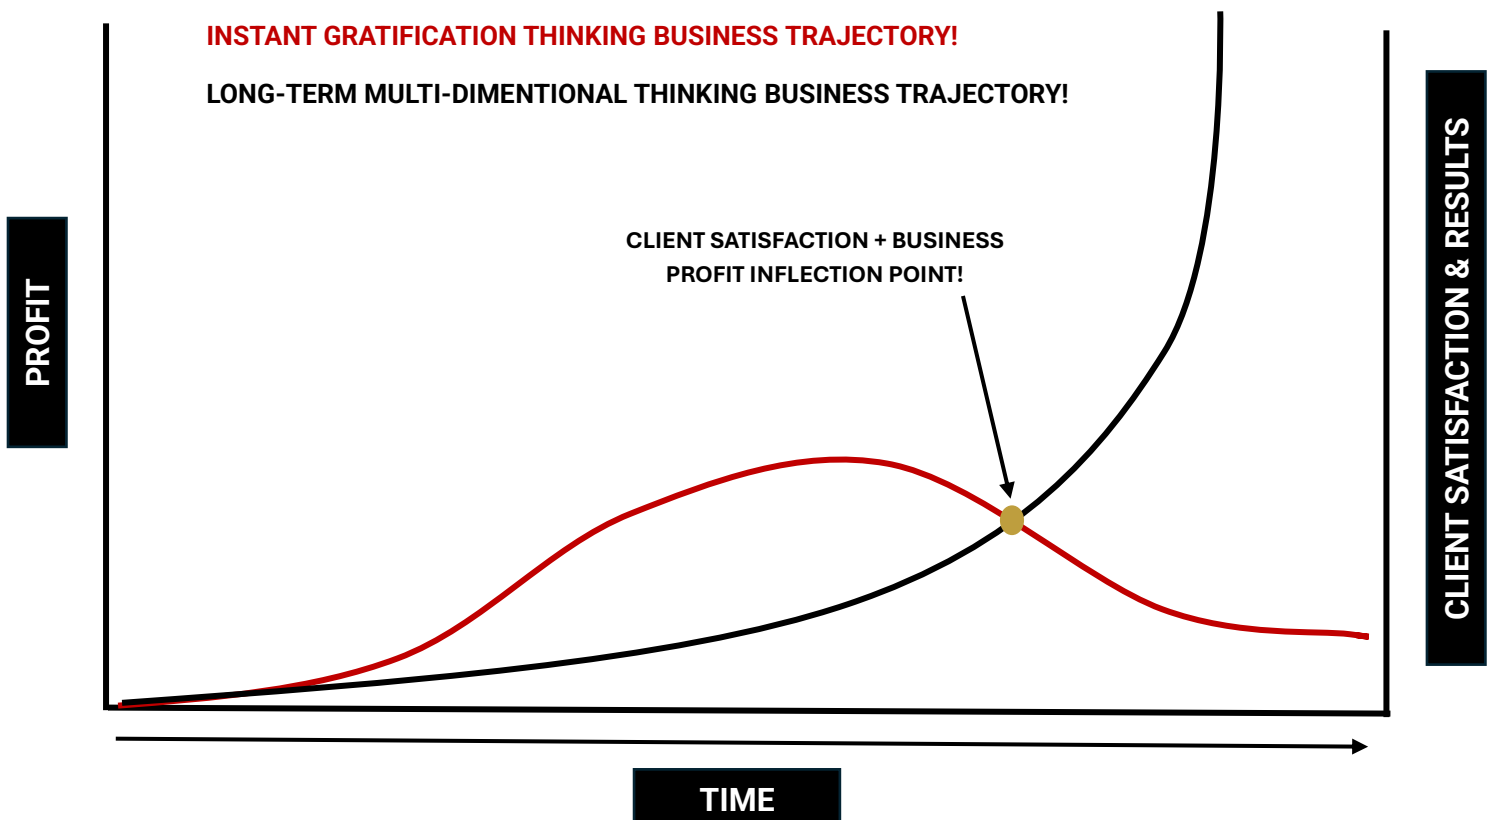 INSTANT GRATIFICATION THINKING BUSINESS TRAJECTORY!
LONG-TERM MULTI-DIMENTIONAL THINKING BUSINESS TRAJECTORY!
CLIENT SATISFACTION + BUSINESS
PROFIT INFLECTION POINT!
PROFIT
CLIENT SATISFACTION & RESULTS
TIME